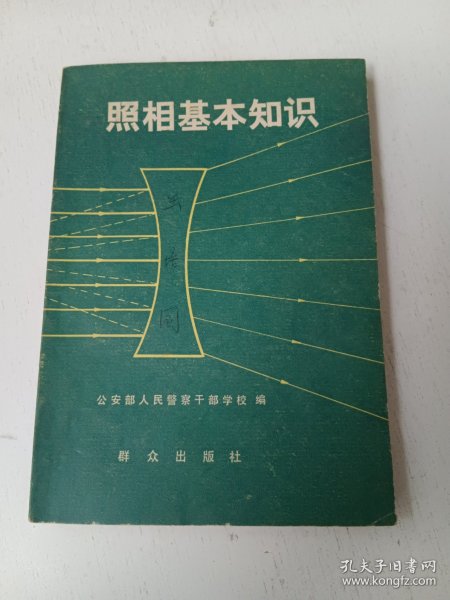 照相基本知识
公安部人民警察干部学校 编
群众出版社
孔夫子旧书网
www.kongfz.com